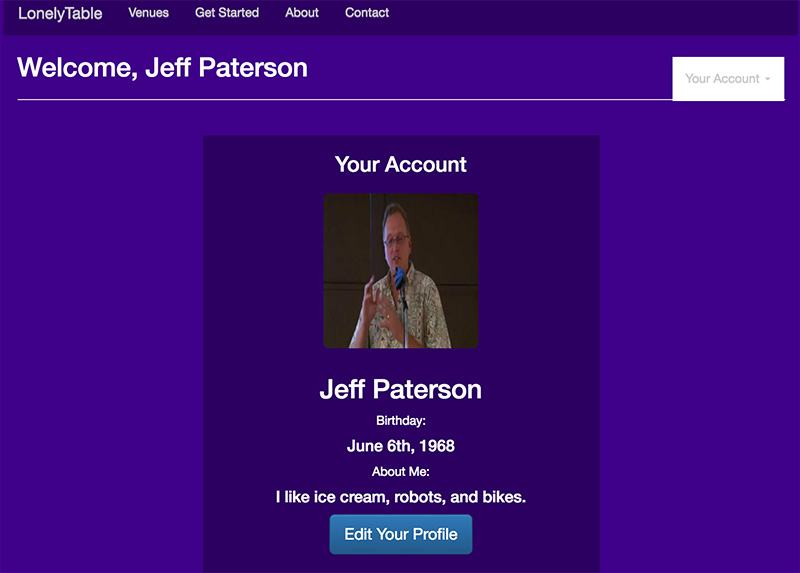 LonelyTable Venues Get Started About Contact
Welcome, Jeff Paterson
Your Account
Your Account
Jeff Paterson
Birthday:
June 6th, 1968
About Me:
I like ice cream, robots, and bikes.
Edit Your Profile